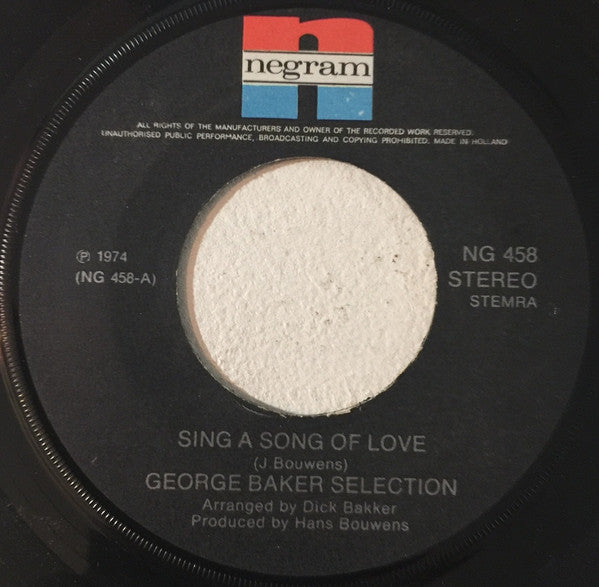 negram
ALL RIGHTS OF THE MANUFACTURERS AND OWNER OF THE RECORDED WORK RESERVED.
UNAUTHORISED PUBLIC PERFORMANCE, BROADCASTING AND COPYING PROHIBITED. MADE IN HOLLAND
℗ 1974
(NG 458-A)
NG 458
STEREO
STEMRA
SING A SONG OF LOVE
(J.Bouwens)
GEORGE BAKER SELECTION
Arranged by Dick Bakker
Produced by Hans Bouwens